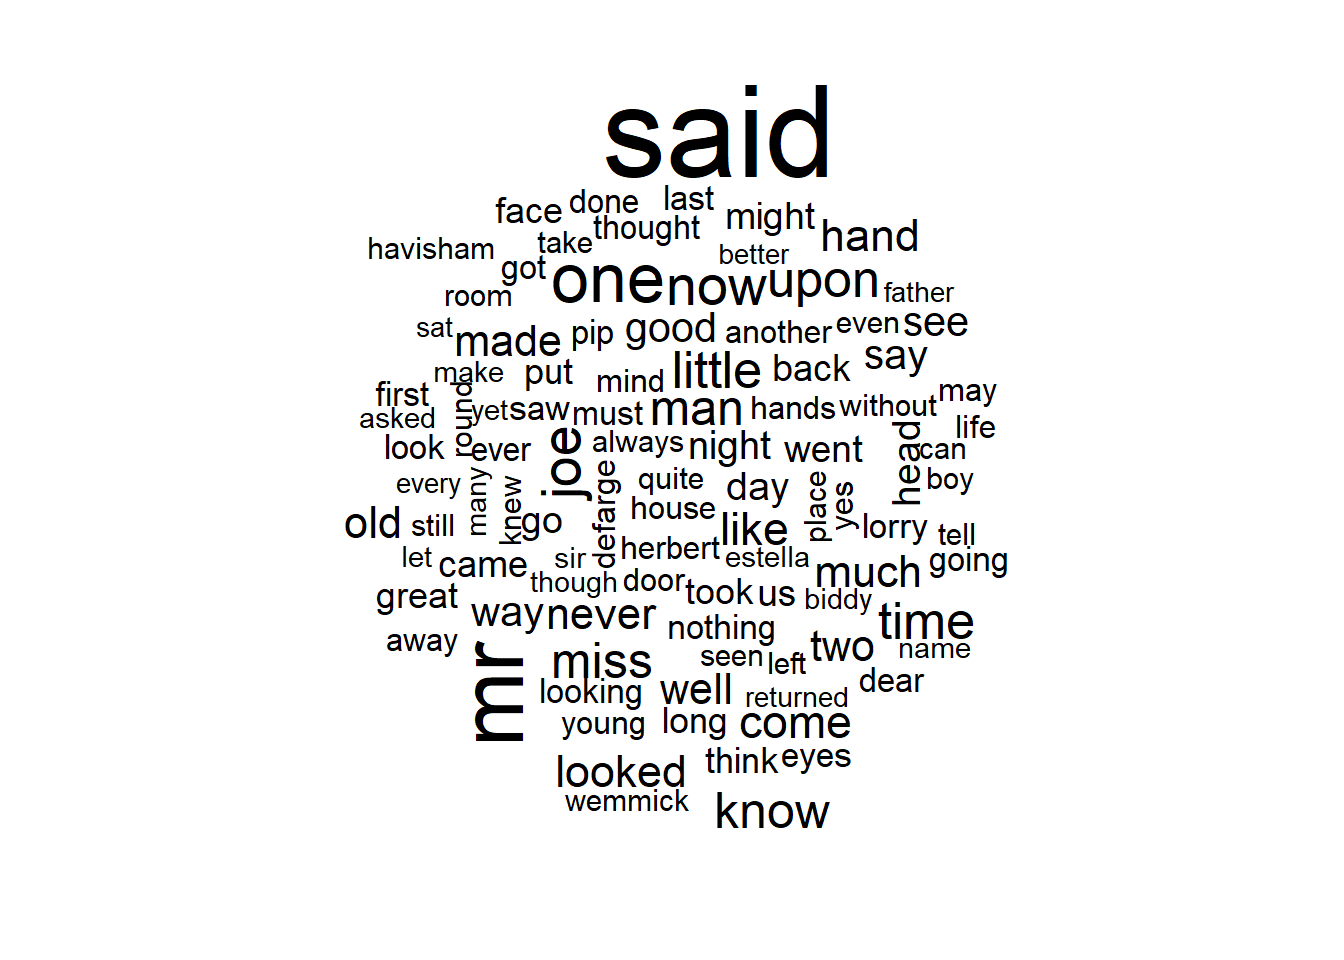 said
face done last
thought might hand
havisham take better
got one now upon father
room
sat made pip good another even see
make put mind little back say
first round yet saw must man hands without may
asked life
look ever joe always night went head can
every many knew defarge quite day place yes boy
old still go house like lorry tell
let came sir herbert estella much going
though door
great way never took us biddy time
away nothing two name
mr miss seen left
looking well returned dear
young long come
looked think eyes
wemmick know